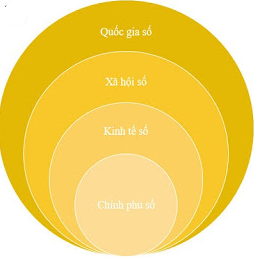 Quốc gia số
Xã hội số
Kinh tế số
Chính phủ số